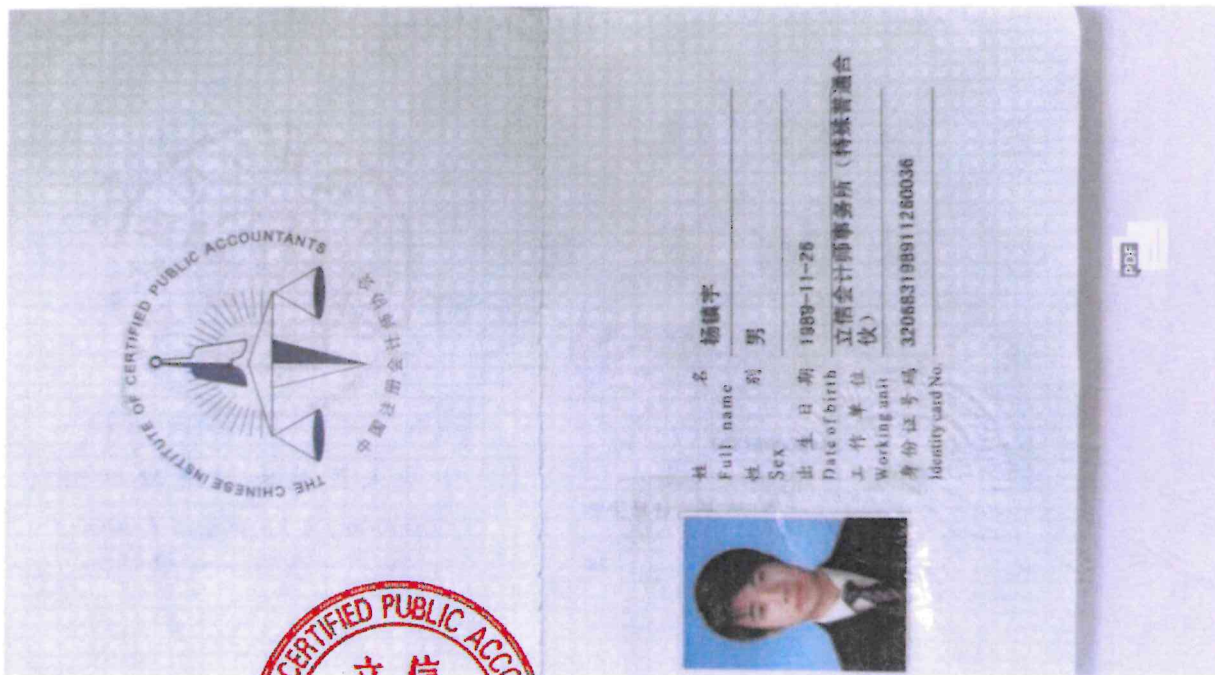 THE CHINESE INSTITUTE OF CERTIFIED PUBLIC ACCOUNTANTS
中国注册会计师协会
姓 名 杨镇宇
Full name
性 别 男
Sex
出 生 日 期 1989-11-26
Date of birth
工 作 单 位 立信会计师事务所（特殊普通合
Working unit 伙）
身份证号码 320683198911260036
Identity card No.
CERTIFIED PUBLIC
立信
PDF